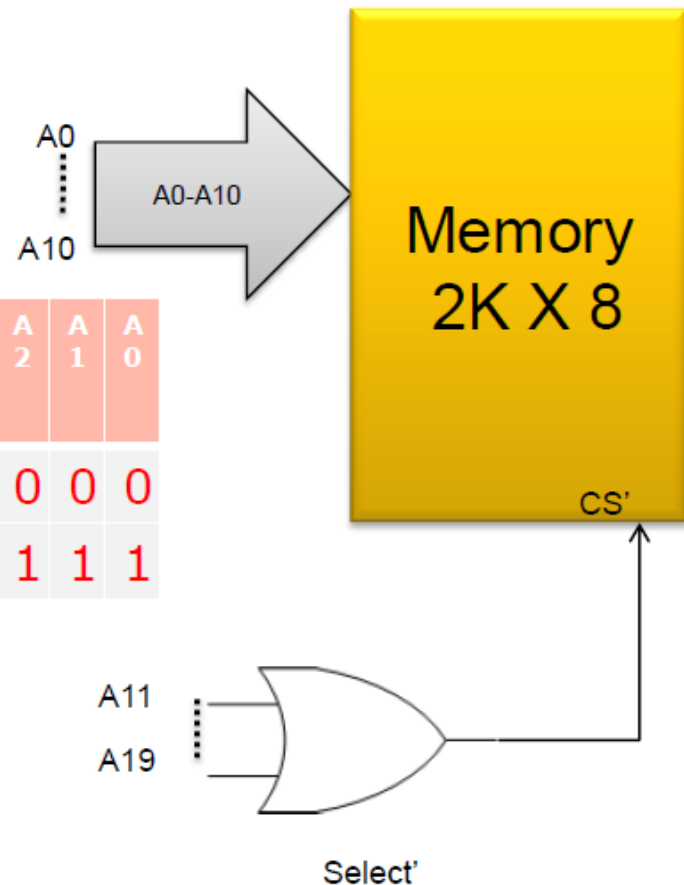 A0
A10
A0-A10
Memory
2K X 8
CS’
A 2 A 1 A 0
0 0 0
1 1 1
A11
A19
Select’